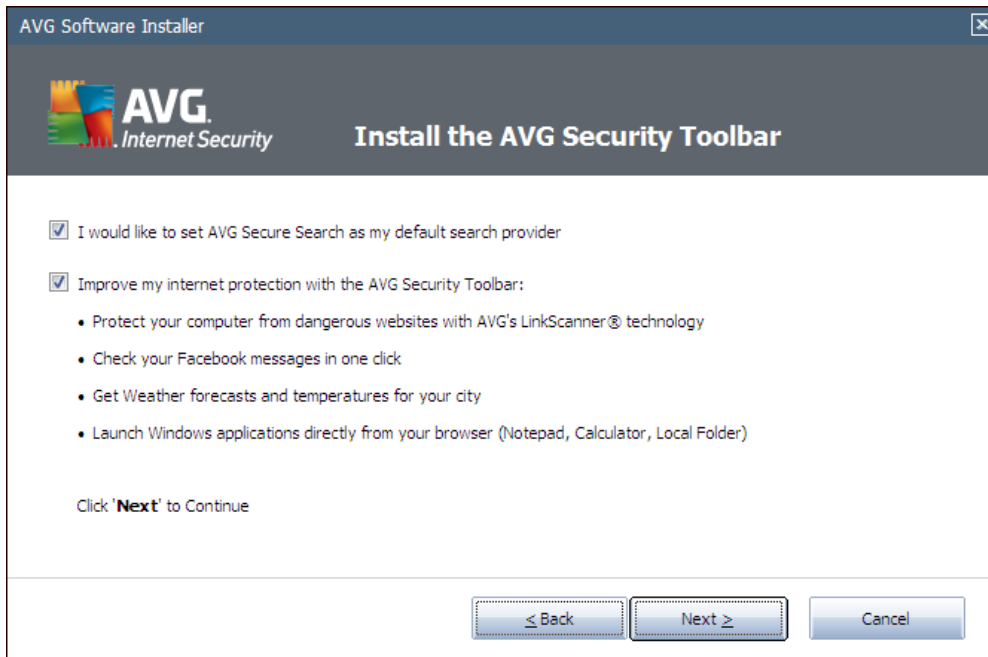 AVG Software Installer
AVG.
Internet Security
Install the AVG Security Toolbar
I would like to set AVG Secure Search as my default search provider
Improve my internet protection with the AVG Security Toolbar:
• Protect your computer from dangerous websites with AVG's LinkScanner® technology
• Check your Facebook messages in one click
• Get Weather forecasts and temperatures for your city
• Launch Windows applications directly from your browser (Notepad, Calculator, Local Folder)
Click 'Next' to Continue
< Back Next > Cancel